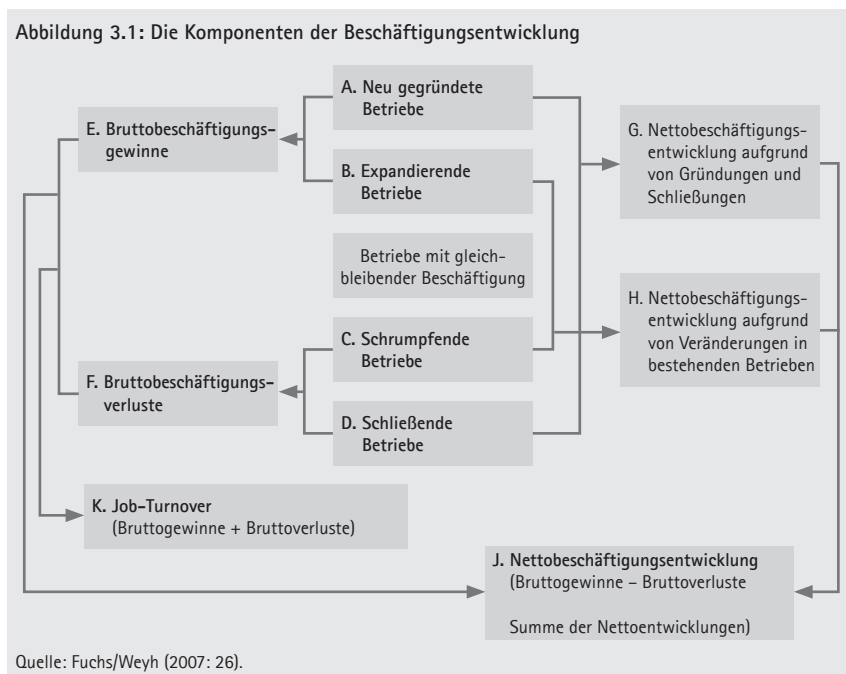 Abbildung 3.1: Die Komponenten der Beschäftigungsentwicklung
A. Neu gegründete
Betriebe
E. Bruttobeschäftigungs-
gewinne
B. Expandierende
Betriebe
G. Nettobeschäftigungs-
entwicklung aufgrund
von Gründungen und
Schließungen
Betriebe mit gleich-
bleibender Beschäftigung
H. Nettobeschäftigungs-
entwicklung aufgrund
von Veränderungen in
bestehenden Betrieben
C. Schrumpfende
Betriebe
F. Bruttobeschäftigungs-
verluste
D. Schließende
Betriebe
K. Job-Turnover
(Bruttogewinne + Bruttoverluste)
J. Nettobeschäftigungsentwicklung
(Bruttogewinne – Bruttoverluste
Summe der Nettoentwicklungen)
Quelle: Fuchs/Weyh (2007: 26).